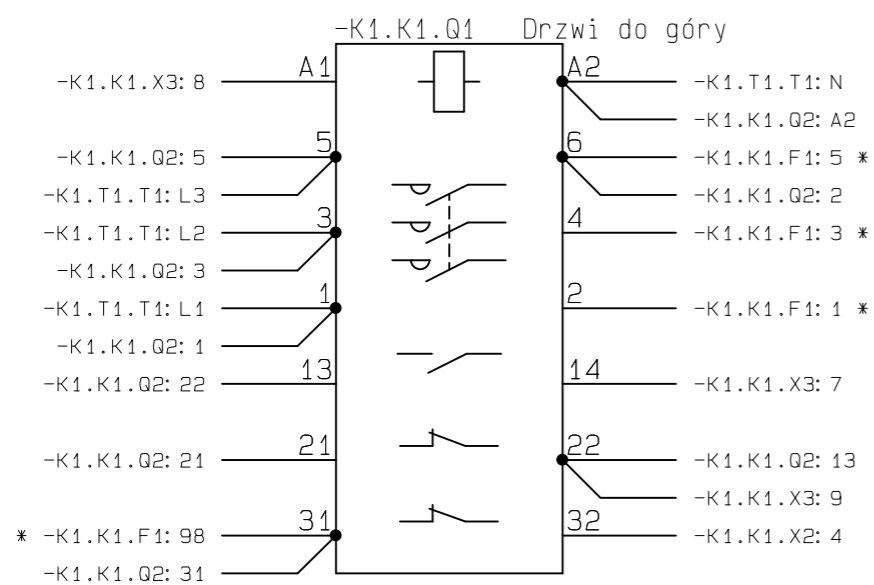 -K1.K1.Q1 Drzwi do góry
-K1.K1.X3:8 A1 A2 -K1.T1.T1:N
-K1.K1.Q2:A2
-K1.K1.Q2:5 5 6 -K1.K1.F1:5 *
-K1.T1.T1:L3 -K1.K1.Q2:2
-K1.T1.T1:L2 3 4 -K1.K1.F1:3 *
-K1.K1.Q2:3
-K1.T1.T1:L1 1 2 -K1.K1.F1:1 *
-K1.K1.Q2:1
-K1.K1.Q2:22 13 14 -K1.K1.X3:7
-K1.K1.Q2:21 21 22 -K1.K1.Q2:13
-K1.K1.X3:9
* -K1.K1.F1:98 31 32 -K1.K1.X2:4
-K1.K1.Q2:31